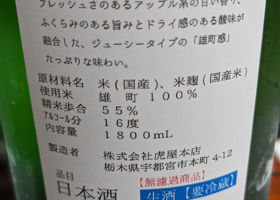 フレッシュさのあるアップル系の甘い香り、
ふくらみのある旨みとドライ感のある酸味が
融合した、ジューシータイプの「雄町感」
たっぷりな味わい。
原材料名 米(国産)、米麹(国産米)
使用米 雄町 100%
精米歩合 55%
アルコール分 16度
内容量 1800mL
製造者 株式会社虎屋本店
栃木県宇都宮市本町4-12
品目 【無濾過商品】
日本酒 生酒【要冷蔵】